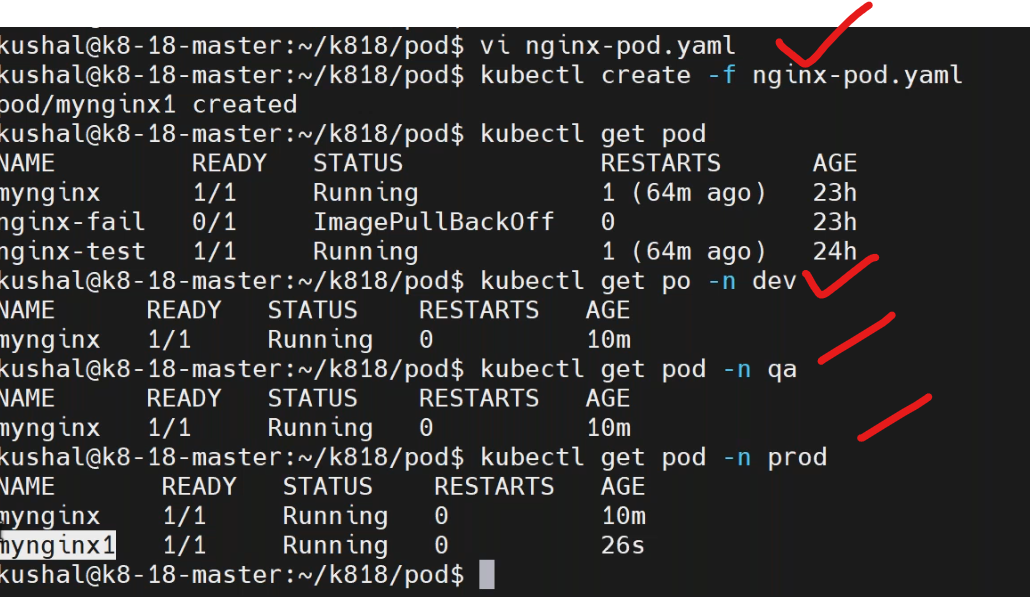 kushal@k8-18-master:~/k818/pod$ vi nginx-pod.yaml
kushal@k8-18-master:~/k818/pod$ kubectl create -f nginx-pod.yaml
pod/mynginx1 created
kushal@k8-18-master:~/k818/pod$ kubectl get pod
NAME READY STATUS RESTARTS AGE
mynginx 1/1 Running 1 (64m ago) 23h
nginx-fail 0/1 ImagePullBackOff 0 23h
nginx-test 1/1 Running 1 (64m ago) 24h
kushal@k8-18-master:~/k818/pod$ kubectl get po -n dev
NAME READY STATUS RESTARTS AGE
mynginx 1/1 Running 0 10m
kushal@k8-18-master:~/k818/pod$ kubectl get pod -n qa
NAME READY STATUS RESTARTS AGE
mynginx 1/1 Running 0 10m
kushal@k8-18-master:~/k818/pod$ kubectl get pod -n prod
NAME READY STATUS RESTARTS AGE
mynginx 1/1 Running 0 10m
mynginx1 1/1 Running 0 26s
kushal@k8-18-master:~/k818/pod$